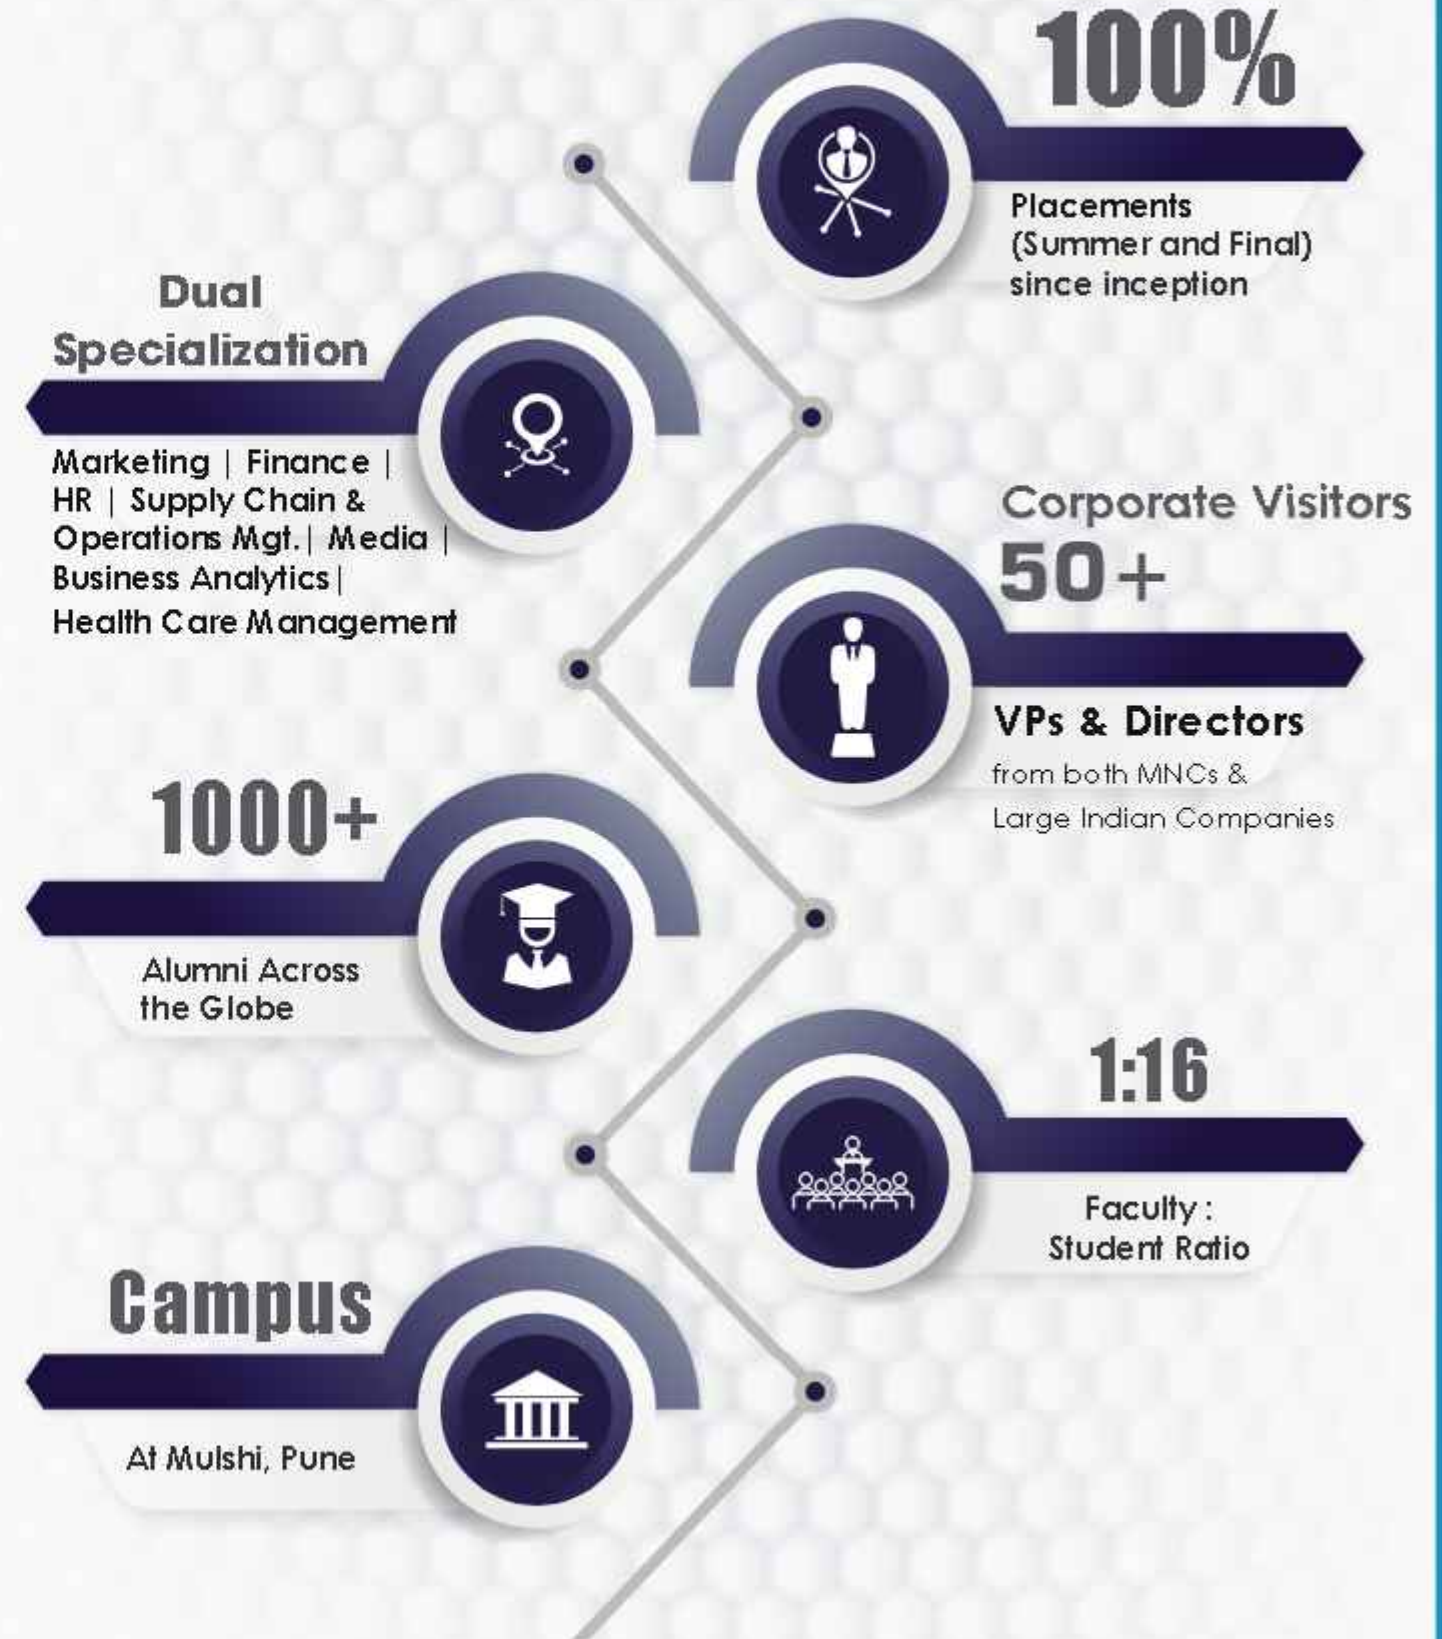 100%
Placements
(Summer and Final)
since inception
Dual
Specialization
Marketing | Finance |
HR | Supply Chain &
Operations Mgt. | Media |
Business Analytics |
Health Care Management
Corporate Visitors
50+
VPs & Directors
from both MNCs &
Large Indian Companies
1000+
Alumni Across
the Globe
1:16
Faculty :
Student Ratio
Campus
At Mulshi, Pune